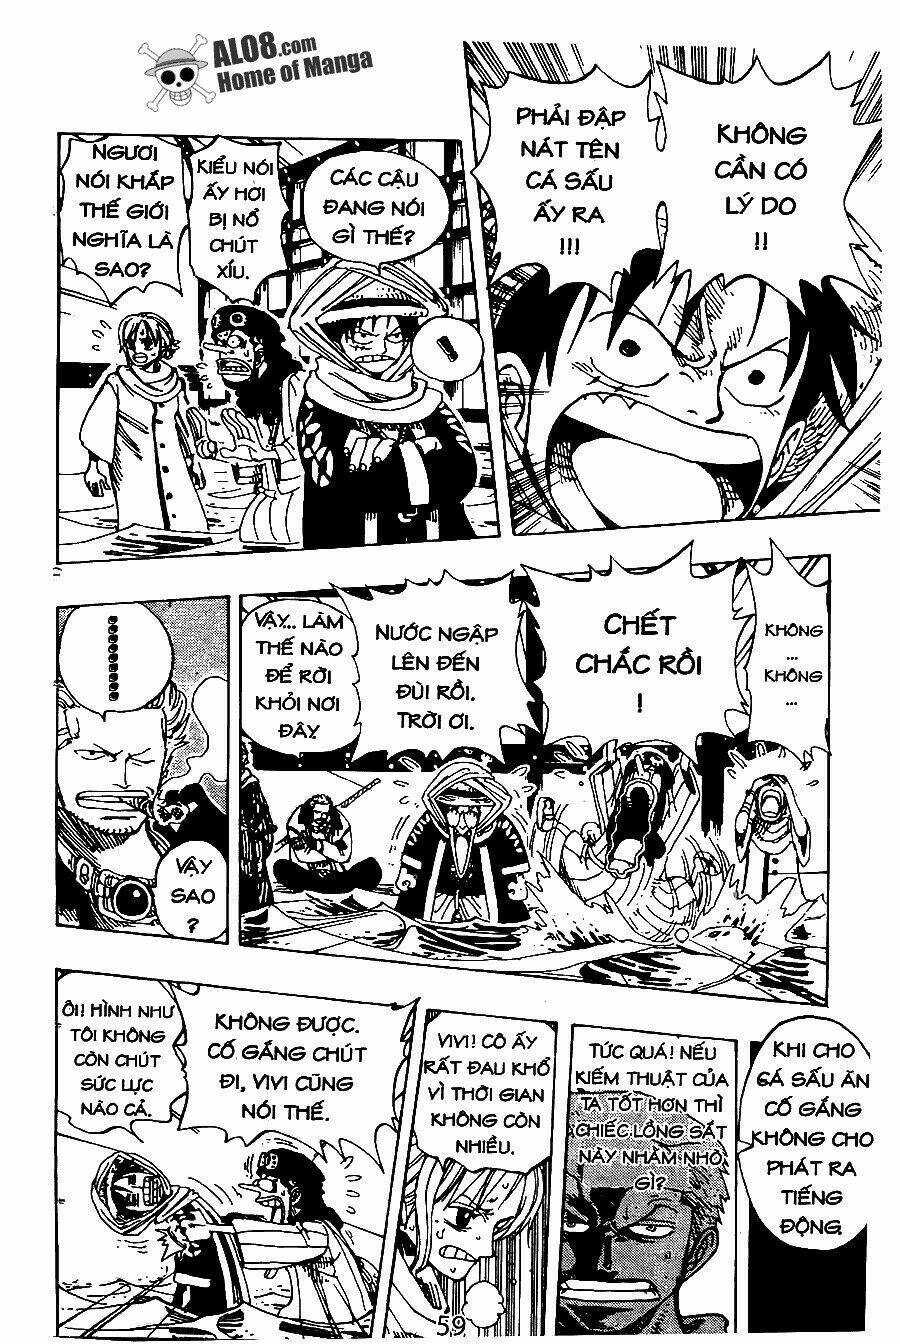 AL08.com
Home of Manga
KHÔNG
CẦN CÓ
LÝ DO
!!
PHẢI ĐẬP
NÁT TÊN
CÁ SẤU
ẤY RA
!!!
!!
CÁC CẬU
ĐANG NÓI
GÌ THẾ?
KIỂU NÓI
ẤY HƠI
BỊ NỔ
CHÚT
XÍU.
NGƯƠI
NÓI KHẮP
THẾ GIỚI
NGHĨA LÀ
SAO?
KHÔNG
...
KHÔNG
...
CHẾT
CHẮC RỒI
!
NƯỚC NGẬP
LÊN ĐẾN
ĐÙI RỒI.
TRỜI ƠI.
VẬY... LÀM
THẾ NÀO
ĐỂ RỜI
KHỎI NƠI
ĐÂY
..........
VẬY
SAO
?
KHI CHO
CÁ SẤU ĂN
CỐ GẮNG
KHÔNG CHO
PHÁT RA
TIẾNG
ĐỘNG.
TỨC QUÁ! NẾU
KIẾM THUẬT CỦA
TA TỐT HƠN THÌ
CHIẾC LỒNG SẮT
NÀY NHẰM NHÒ
GÌ?
VIVI! CÔ ẤY
RẤT ĐAU KHỔ
VÌ THỜI GIAN
KHÔNG CÒN
NHIỀU.
KHÔNG ĐƯỢC.
CỐ GẮNG CHÚT
ĐI, VIVI CŨNG
NÓI THẾ.
ÔI! HÌNH NHƯ
TÔI KHÔNG
CÒN CHÚT
SỨC LỰC
NÀO CẢ.
59